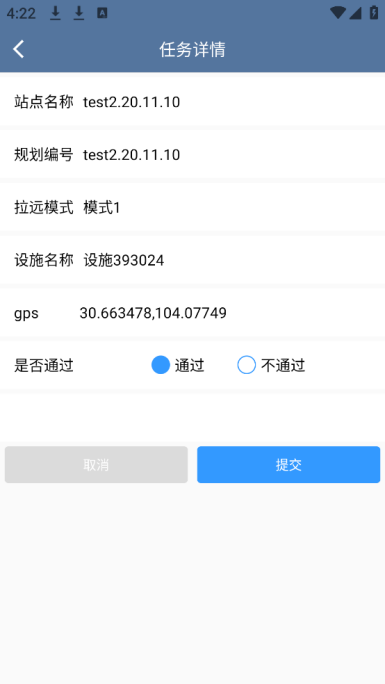 4:22
任务详情
站点名称 test2.20.11.10
规划编号 test2.20.11.10
拉远模式 模式1
设施名称 设施393024
gps 30.663478,104.07749
是否通过 通过 不通过
取消 提交